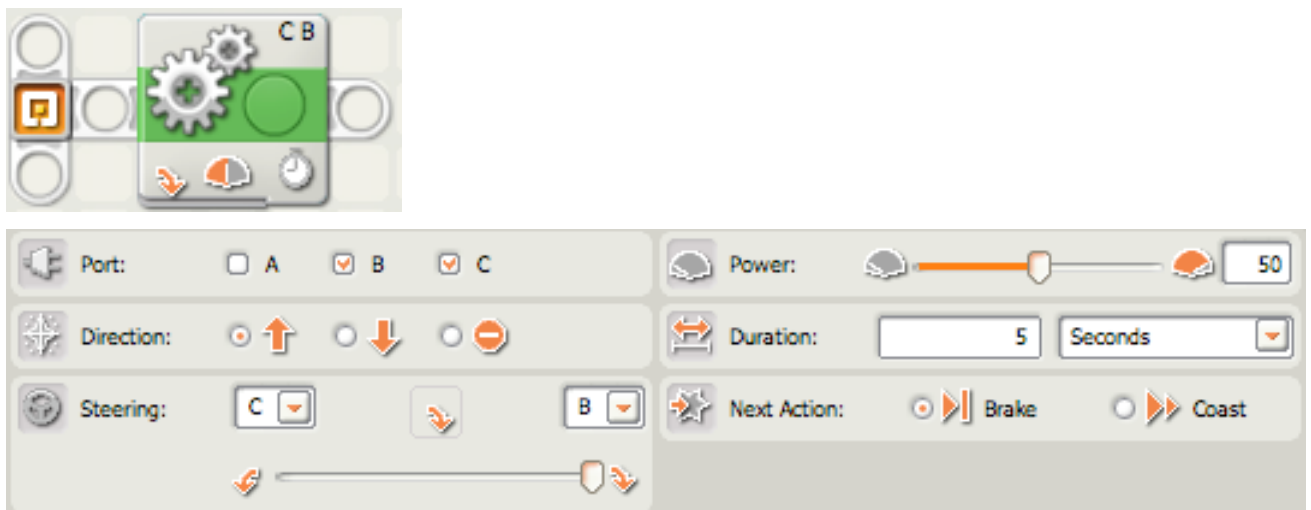 C B
Port: A B C
Power: 50
Direction:
Duration: 5 Seconds
Steering: C B
Next Action: Brake Coast